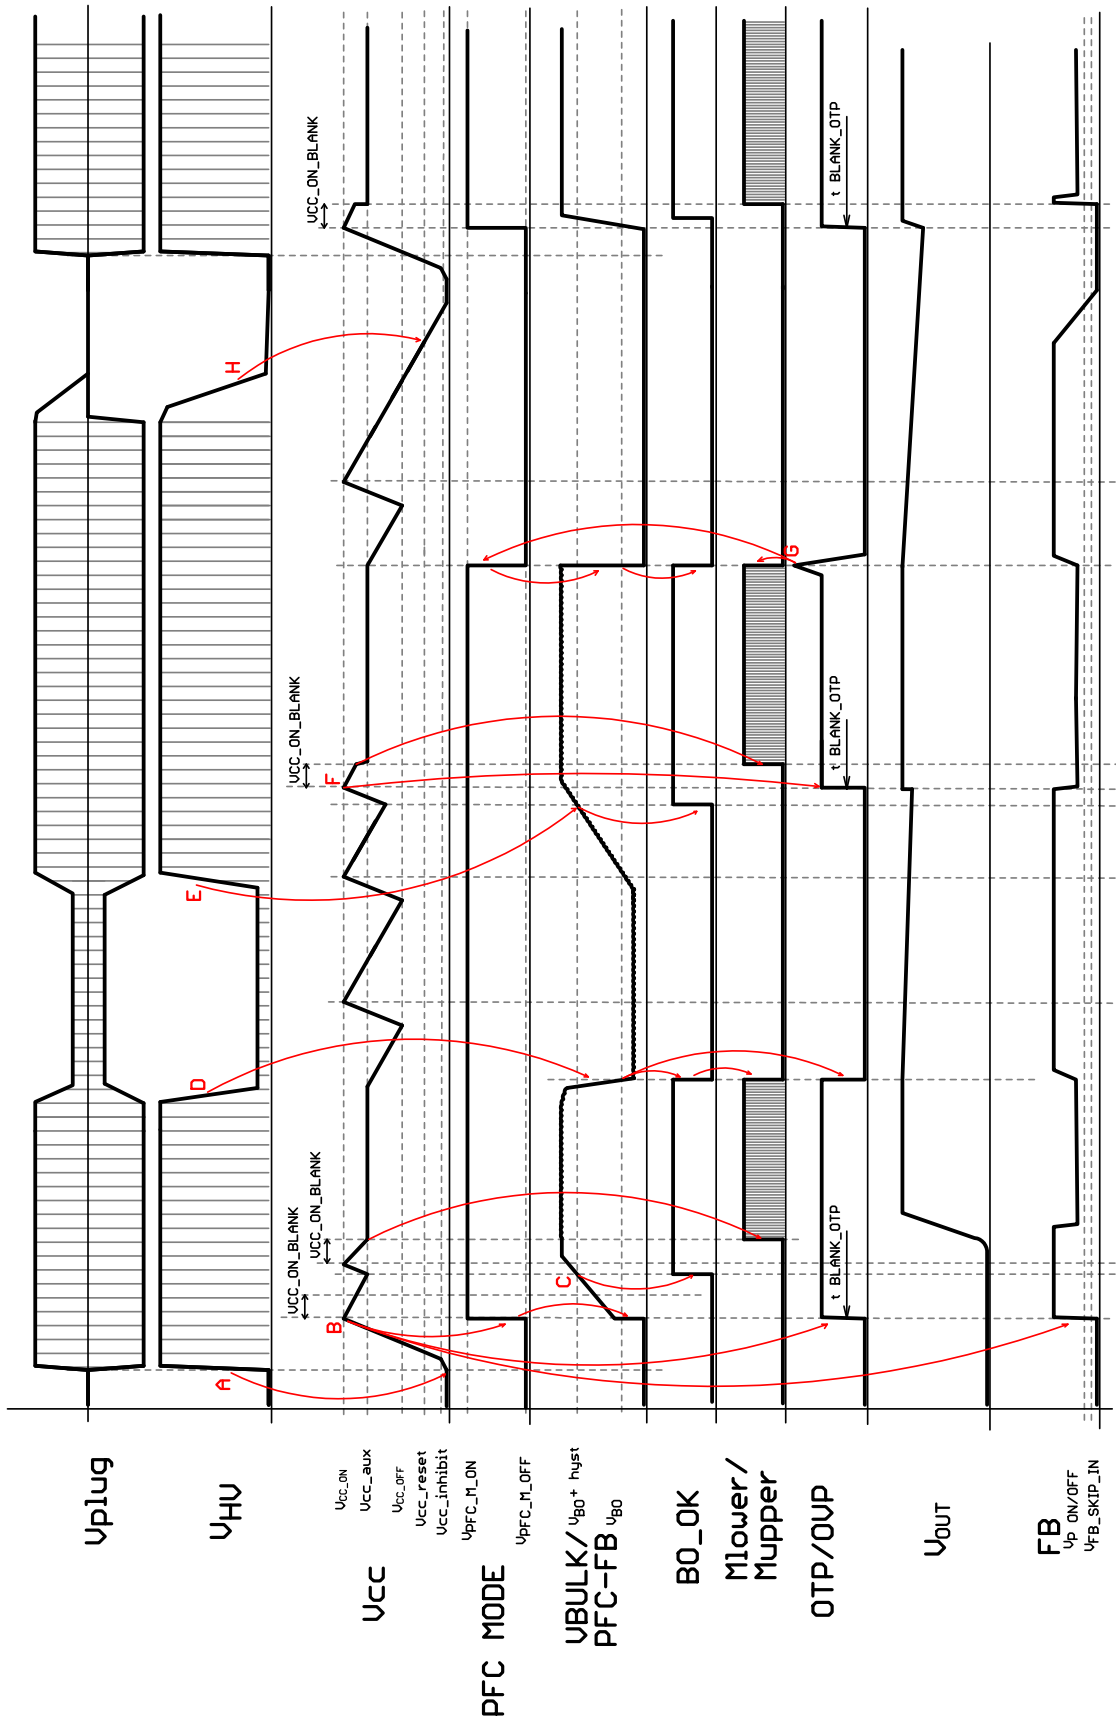 Vplug
VHV
Vcc
VCC_ON
Vcc_aux
VCC_OFF
Vcc_reset
Vcc_inhibit
PFC MODE
VPFC_M_ON
VPFC_M_OFF
VBULK/
PFC-FB
VBO + hyst
VBO
BO_OK
Mlower/
Mupper
OTP/OVP
VOUT
FB
VP ON/OFF
VFB_SKIP_IN
A
B
C
D
E
F
G
H
VCC_ON_BLANK
VCC_ON_BLANK
VCC_ON_BLANK
VCC_ON_BLANK
t BLANK_OTP
t BLANK_OTP
t BLANK_OTP